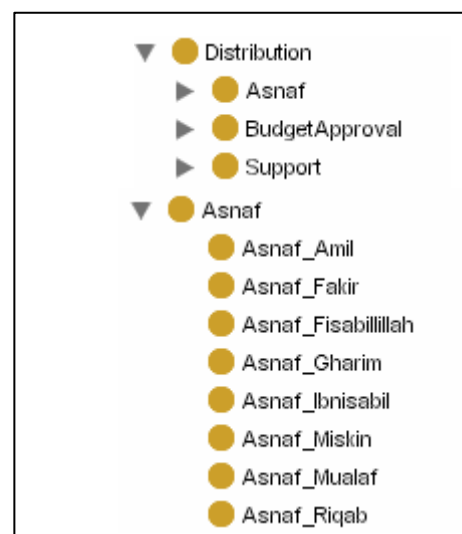 Distribution
Asnaf
BudgetApproval
Support
Asnaf
Asnaf_Amil
Asnaf_Fakir
Asnaf_Fisabillillah
Asnaf_Gharim
Asnaf_Ibnisabil
Asnaf_Miskin
Asnaf_Mualaf
Asnaf_Riqab